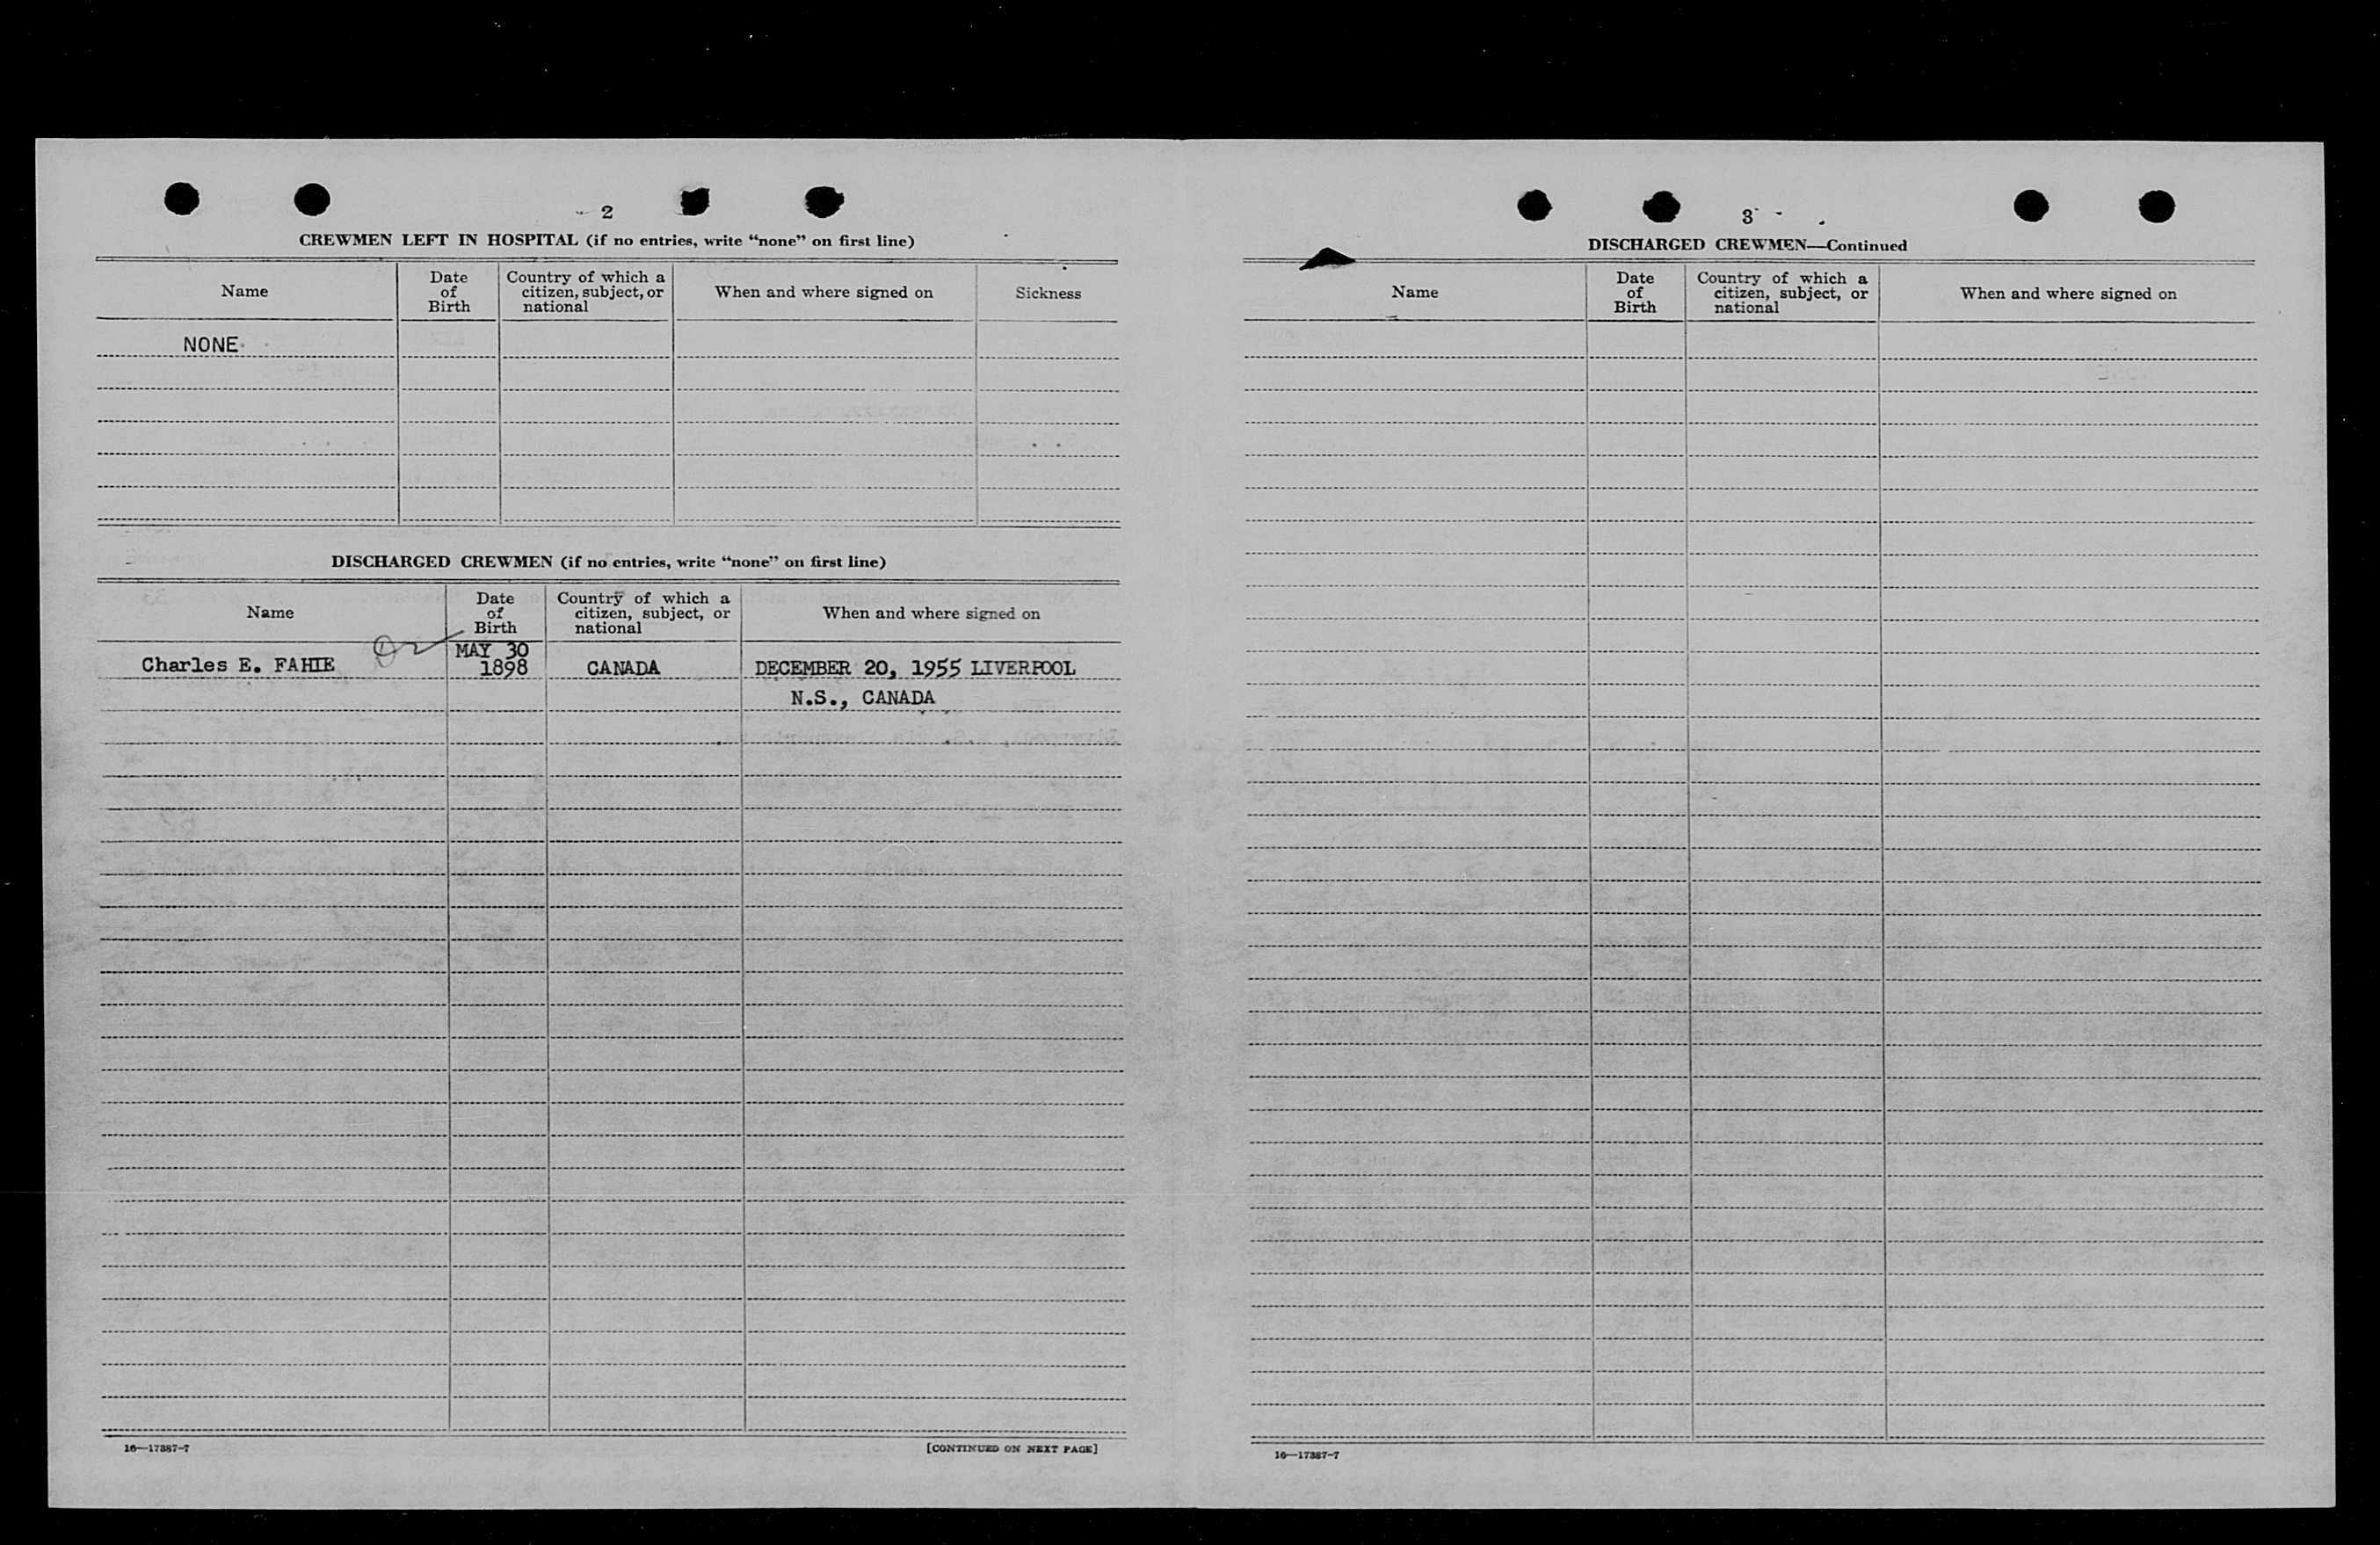 2
CREWMEN LEFT IN HOSPITAL (if no entries, write “none” on first line)
Name
Date of Birth
Country of which a citizen, subject, or national
When and where signed on
Sickness
NONE
DISCHARGED CREWMEN (if no entries, write “none” on first line)
Name
Date of Birth
Country of which a citizen, subject, or national
When and where signed on
MAY 30
Charles E. FAHIE 1898 CANADA DECEMBER 20, 1955 LIVERPOOL
N.S., CANADA
16—17387-7
[CONTINUED ON NEXT PAGE]
3
DISCHARGED CREWMEN—Continued
Name
Date of Birth
Country of which a citizen, subject, or national
When and where signed on
16—17387-7